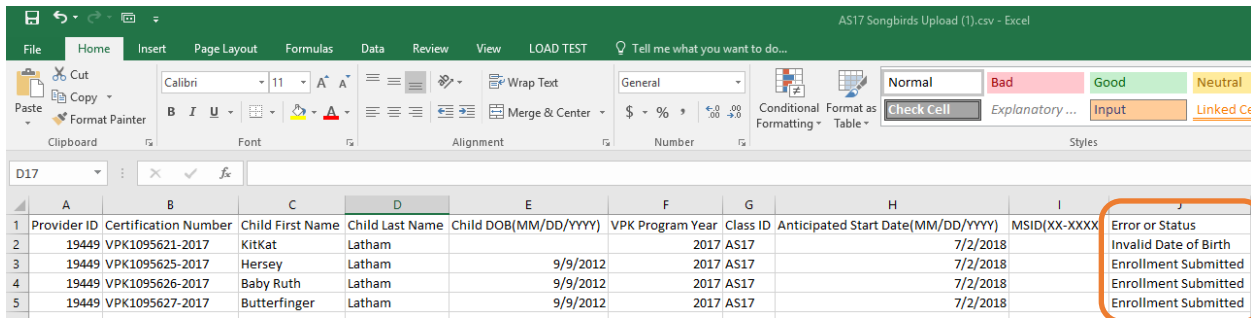 AS17 Songbirds Upload (1).csv - Excel
File Home Insert Page Layout Formulas Data Review View LOAD TEST Tell me what you want to do...
Cut
Copy
Format Painter
Paste
Clipboard
Calibri 11 A A
B I U A
Font
Wrap Text
Merge & Center
Alignment
General
$ % , .0 .00 .00 .0
Number
Conditional Formatting
Format as Table
Normal Bad Good Neutral
Check Cell Explanatory ... Input Linked Ce
Styles
D17 fx
A B C D E F G H I J
1 Provider ID Certification Number Child First Name Child Last Name Child DOB(MM/DD/YYYY) VPK Program Year Class ID Anticipated Start Date(MM/DD/YYYY) MSID(XX-XXXX Error or Status
2 19449 VPK1095621-2017 KitKat Latham 2017 AS17 7/2/2018 Invalid Date of Birth
3 19449 VPK1095625-2017 Hersey Latham 9/9/2012 2017 AS17 7/2/2018 Enrollment Submitted
4 19449 VPK1095626-2017 Baby Ruth Latham 9/9/2012 2017 AS17 7/2/2018 Enrollment Submitted
5 19449 VPK1095627-2017 Butterfinger Latham 9/9/2012 2017 AS17 7/2/2018 Enrollment Submitted